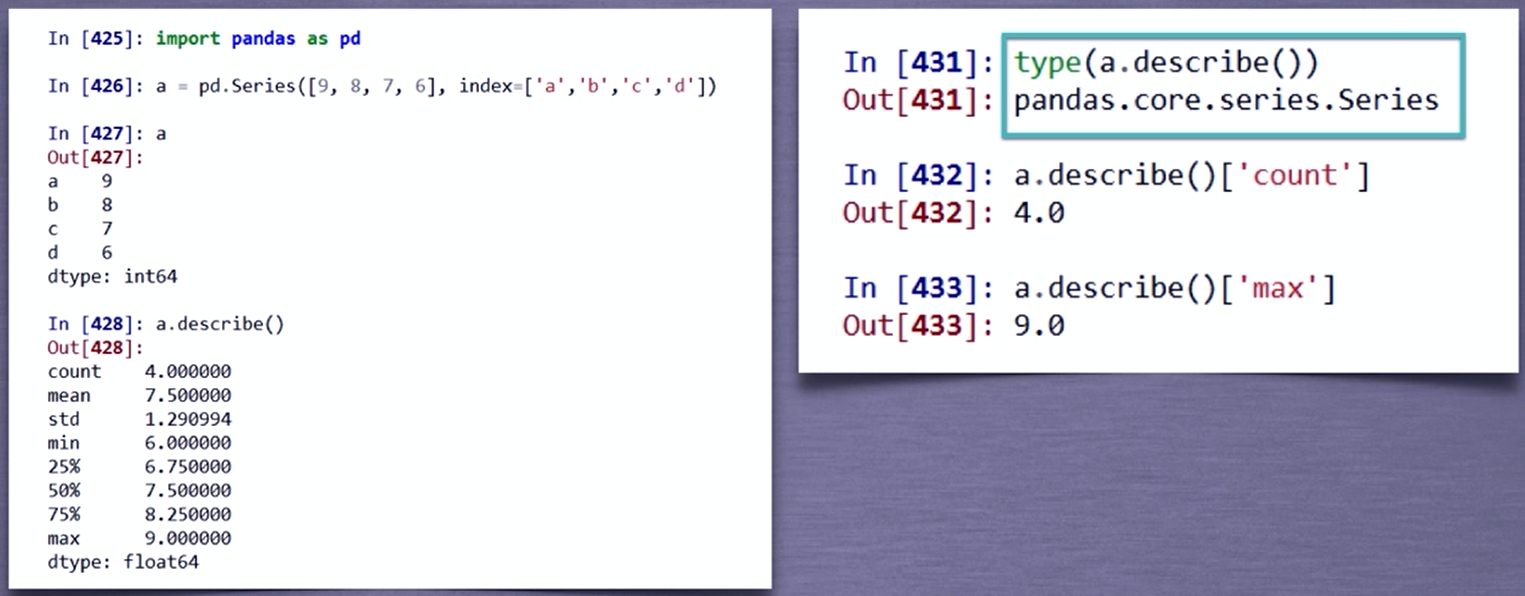 In [425]: import pandas as pd
In [426]: a = pd.Series([9, 8, 7, 6], index=['a','b','c','d'])
In [427]: a
Out[427]:
a    9
b    8
c    7
d    6
dtype: int64
In [428]: a.describe()
Out[428]:
count    4.000000
mean     7.500000
std      1.290994
min      6.000000
25%      6.750000
50%      7.500000
75%      8.250000
max      9.000000
dtype: float64
In [431]: type(a.describe())
Out[431]: pandas.core.series.Series
In [432]: a.describe()['count']
Out[432]: 4.0
In [433]: a.describe()['max']
Out[433]: 9.0